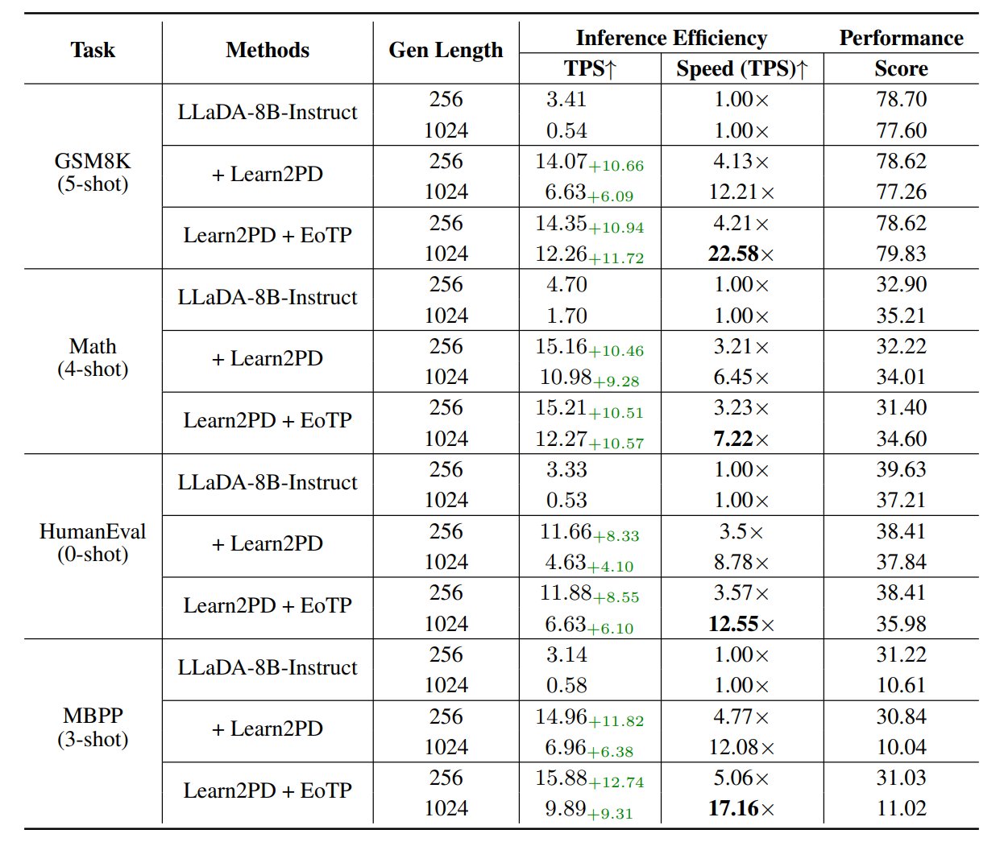 Task Methods Gen Length Inference Efficiency Performance
TPS↑ Speed (TPS)↑ Score
GSM8K
(5-shot)
LLaDA-8B-Instruct
256 3.41 1.00× 78.70
1024 0.54 1.00× 77.60
+ Learn2PD
256 14.07+10.66 4.13× 78.62
1024 6.63+6.09 12.21× 77.26
Learn2PD + EoTP
256 14.35+10.94 4.21× 78.62
1024 12.26+11.72 22.58× 79.83
Math
(4-shot)
LLaDA-8B-Instruct
256 4.70 1.00× 32.90
1024 1.70 1.00× 35.21
+ Learn2PD
256 15.16+10.46 3.21× 32.22
1024 10.98+9.28 6.45× 34.01
Learn2PD + EoTP
256 15.21+10.51 3.23× 31.40
1024 12.27+10.57 7.22× 34.60
HumanEval
(0-shot)
LLaDA-8B-Instruct
256 3.33 1.00× 39.63
1024 0.53 1.00× 37.21
+ Learn2PD
256 11.66+8.33 3.5× 38.41
1024 4.63+4.10 8.78× 37.84
Learn2PD + EoTP
256 11.88+8.55 3.57× 38.41
1024 6.63+6.10 12.55× 35.98
MBPP
(3-shot)
LLaDA-8B-Instruct
256 3.14 1.00× 31.22
1024 0.58 1.00× 10.61
+ Learn2PD
256 14.96+11.82 4.77× 30.84
1024 6.96+6.38 12.08× 10.04
Learn2PD + EoTP
256 15.88+12.74 5.06× 31.03
1024 9.89+9.31 17.16× 11.02